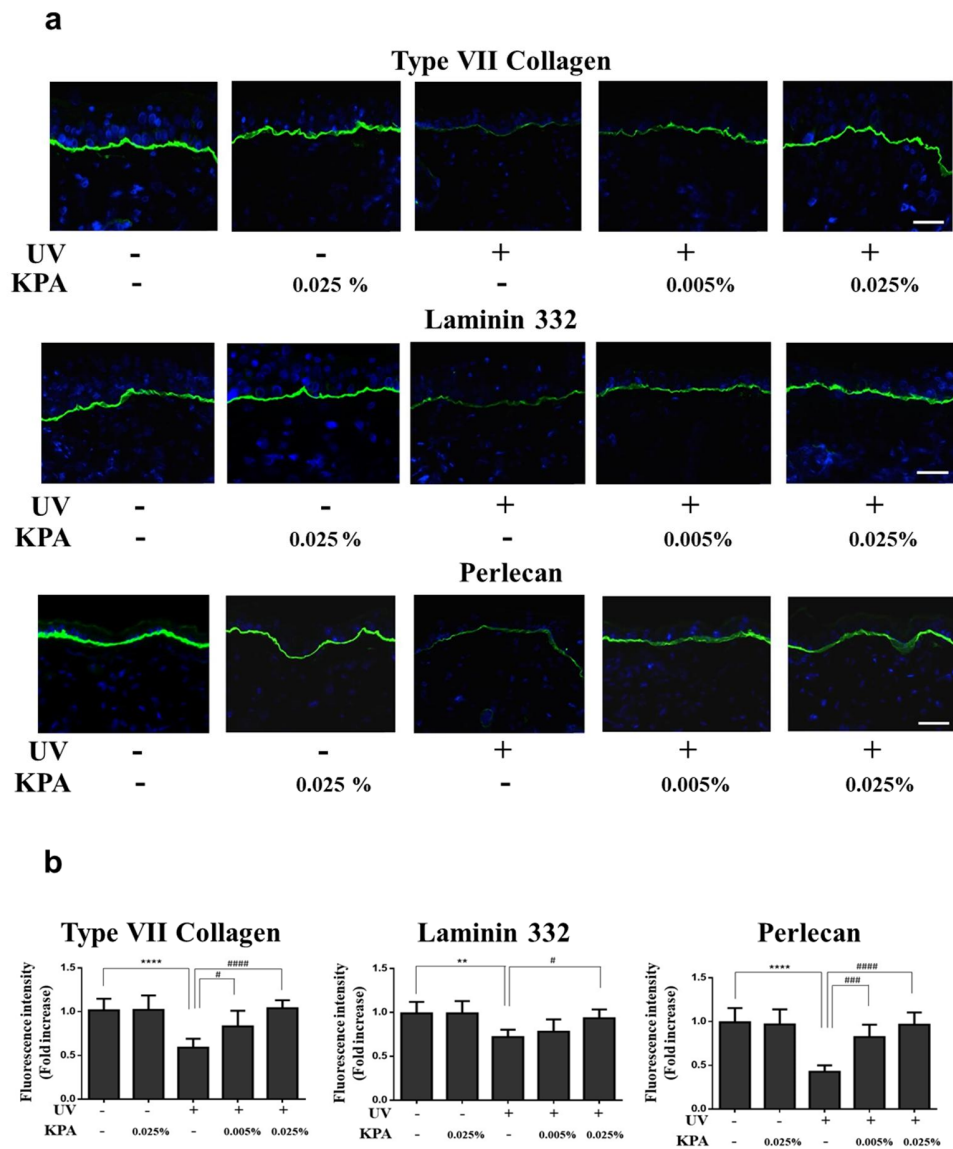 a
Type VII Collagen
UV - - + + +
KPA - 0.025 % - 0.005% 0.025%
Laminin 332
UV - - + + +
KPA - 0.025 % - 0.005% 0.025%
Perlecan
UV - - + + +
KPA - 0.025 % - 0.005% 0.025%
b
Type VII Collagen
Fluorescence intensity
(Fold increase)
1.5
1.0
0.5
0.0
****
####
#
UV - - + + +
KPA - 0.025% - 0.005% 0.025%
Laminin 332
Fluorescence intensity
(Fold increase)
1.5
1.0
0.5
0.0
**
#
UV - - + + +
KPA - 0.025% - 0.005% 0.025%
Perlecan
Fluorescence intensity
(Fold increase)
1.5
1.0
0.5
0.0
****
####
###
UV - - + + +
KPA - 0.025% - 0.005% 0.025%